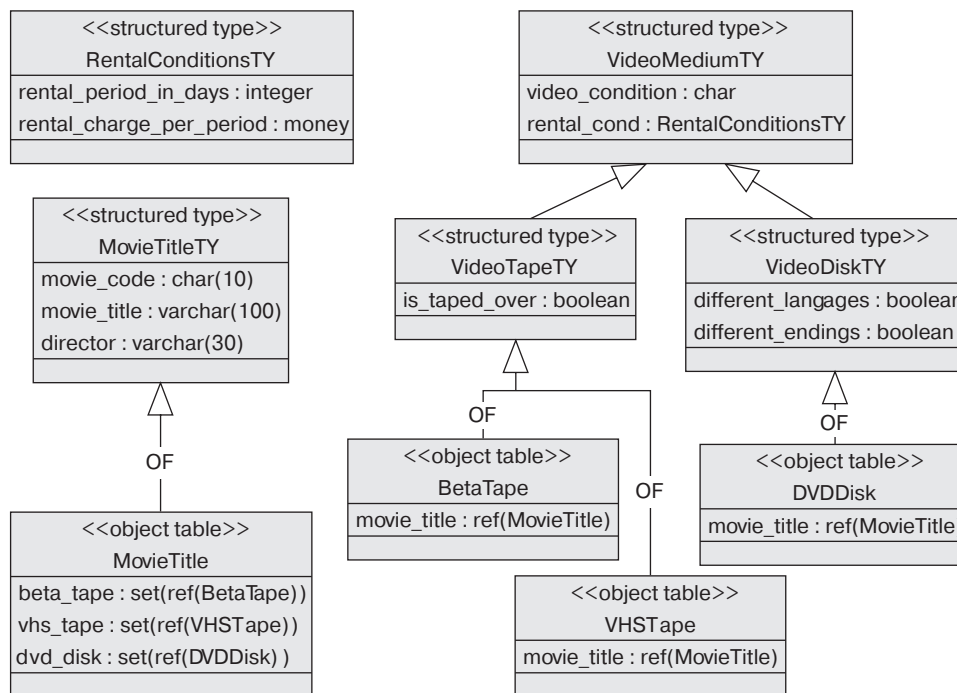 <<structured type>>
RentalConditionsTY
rental_period_in_days : integer
rental_charge_per_period : money
<<structured type>>
VideoMediumTY
video_condition : char
rental_cond : RentalConditionsTY
<<structured type>>
MovieTitleTY
movie_code : char(10)
movie_title : varchar(100)
director : varchar(30)
<<structured type>>
VideoTapeTY
is_taped_over : boolean
<<structured type>>
VideoDiskTY
different_langages : boolean
different_endings : boolean
OF
OF
OF
OF
<<object table>>
BetaTape
movie_title : ref(MovieTitle)
<<object table>>
DVDDisk
movie_title : ref(MovieTitle
<<object table>>
MovieTitle
beta_tape : set(ref(BetaTape))
vhs_tape : set(ref(VHSTape))
dvd_disk : set(ref(DVDDisk) )
<<object table>>
VHSTape
movie_title : ref(MovieTitle)